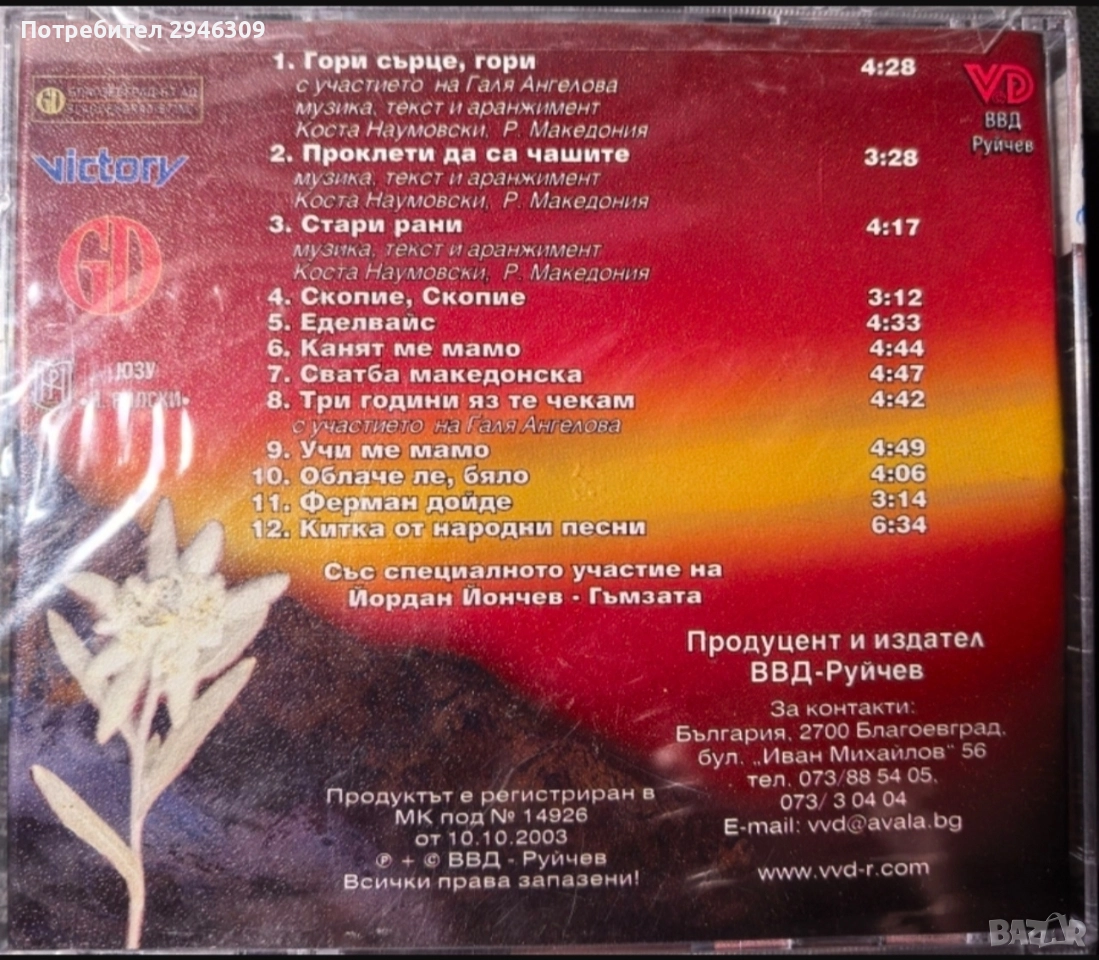 Потребител 2946309
1. Гори сърце, гори 4:28
с участието на Галя Ангелова
музика, текст и аранжимент
Коста Наумовски, Р. Македония
2. Проклети да са чашите 3:28
музика, текст и аранжимент
Коста Наумовски, Р. Македония
3. Стари рани 4:17
музика, текст и аранжимент
Коста Наумовски, Р. Македония
4. Скопие, Скопие 3:12
5. Еделвайс 4:33
6. Канят ме мамо 4:44
7. Сватба македонска 4:47
8. Три години яз те чекам 4:42
с участието на Галя Ангелова
9. Учи ме мамо 4:49
10. Облаче ле, бяло 4:06
11. Ферман дойде 3:14
12. Китка от народни песни 6:34
Със специалното участие на
Йордан Йончев - Гъмзата
VD
ВВД
Руйчев
GD
victory
GD
ЮЗУ
Продуцент и издател
ВВД-Руйчев
За контакти:
България, 2700 Благоевград,
бул. „Иван Михайлов" 56
тел. 073/88 54 05,
073/ 3 04 04
E-mail: vvd@avala.bg
www.vvd-r.com
Продуктът е регистриран в
МК под № 14926
от 10.10.2003
℗ + © ВВД - Руйчев
Всички права запазени!
BAZAR